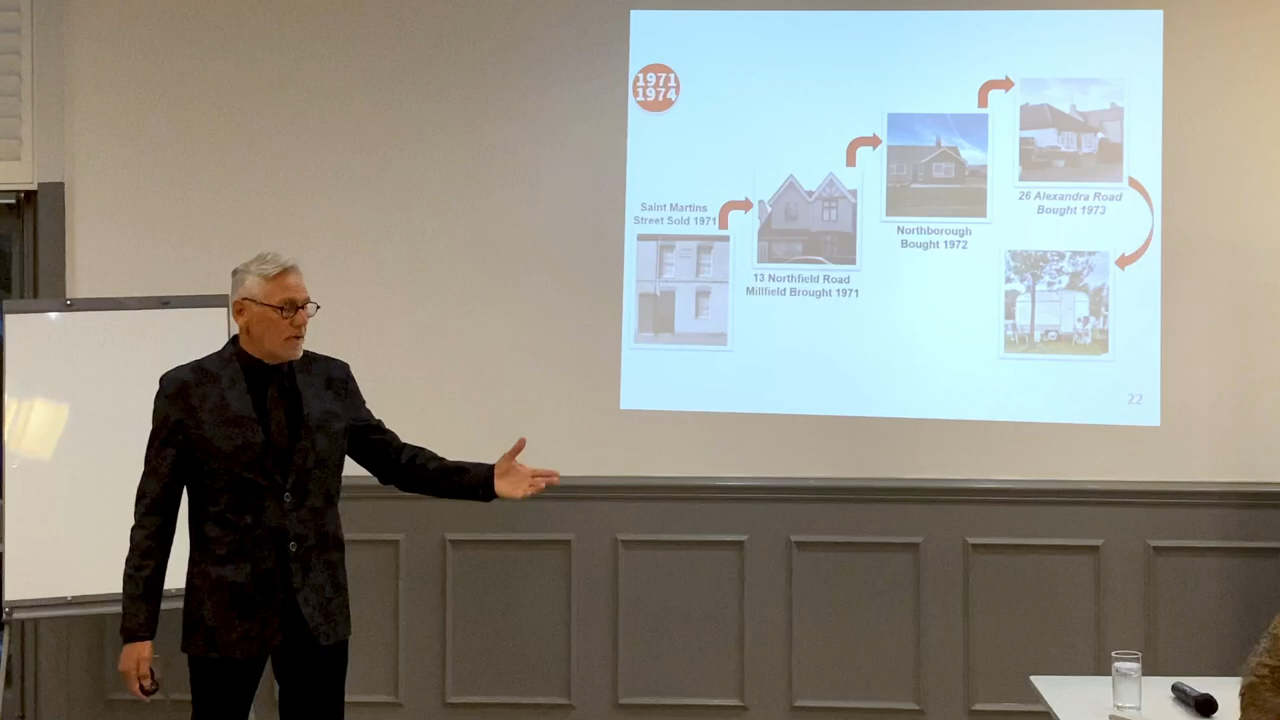 1971
1974
Saint Martins
Street Sold 1971
13 Northfield Road
Millfield Brought 1971
Northborough
Bought 1972
26 Alexandra Road
Bought 1973
22